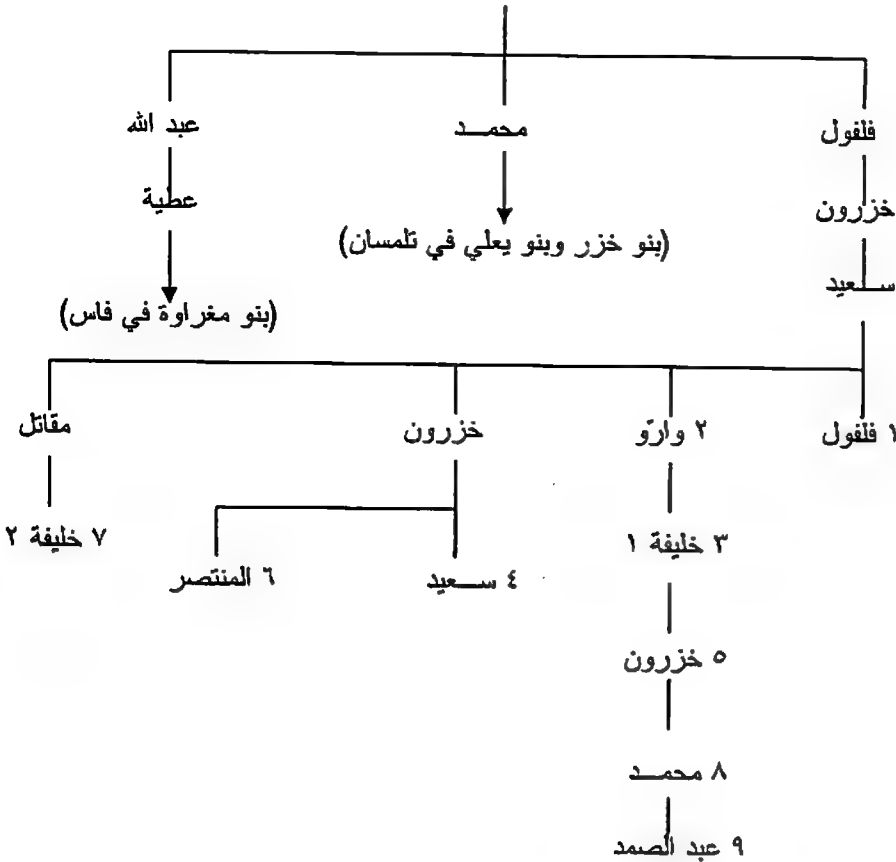 فلفول محمد عبد الله
خزرون عطية
(بنو خزر وبنو يعلي في تلمسان)
سعيد
(بنو مغراوة في فاس)
١ فلفول ٢ وارّو خزرون مقاتل
٣ خليفة ١ ٤ سعيد ٦ المنتصر ٧ خليفة ٢
٥ خزرون
٨ محمد
٩ عبد الصمد